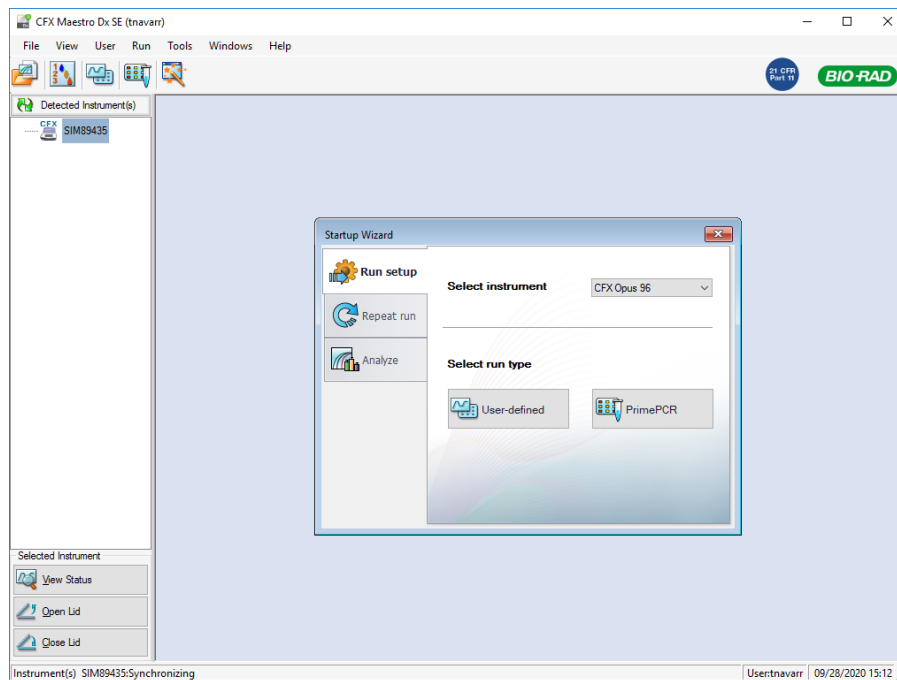 CFX Maestro Dx SE (tnavarr)
File View User Run Tools Windows Help
1
2
3
21 CFR
Part 11
BIO-RAD
Detected Instrument(s)
CFX
SIM89435
Startup Wizard
Run setup
Repeat run
Analyze
Select instrument
CFX Opus 96
Select run type
User-defined
PrimePCR
Selected Instrument
View Status
Open Lid
Close Lid
Instrument(s) SIM89435:Synchronizing
User:tnavarr 09/28/2020 15:12